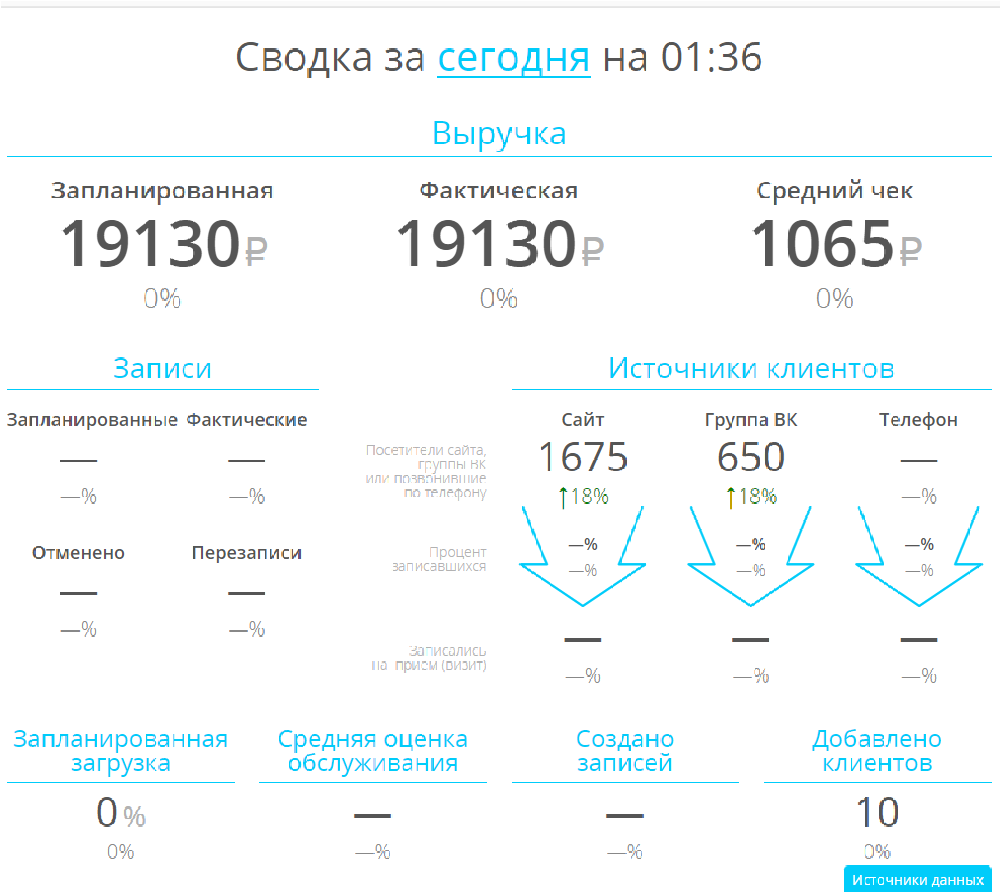 Сводка за сегодня на 01:36
Выручка
Запланированная
19130 ₽
0%
Фактическая
19130 ₽
0%
Средний чек
1065 ₽
0%
Записи
Запланированные
—
—%
Фактические
—
—%
Отменено
—
—%
Перезаписи
—
—%
Источники клиентов
Посетители сайта,
группы ВК
или позвонившие
по телефону
Процент
записавшихся
Записались
на прием (визит)
Сайт
1675
↑18%
—%
—%
—
—%
Группа ВК
650
↑18%
—%
—%
—
—%
Телефон
—
—%
—%
—%
—
—%
Запланированная
загрузка
0 %
0%
Средняя оценка
обслуживания
—
—%
Создано
записей
—
—%
Добавлено
клиентов
10
0%
Источники данных